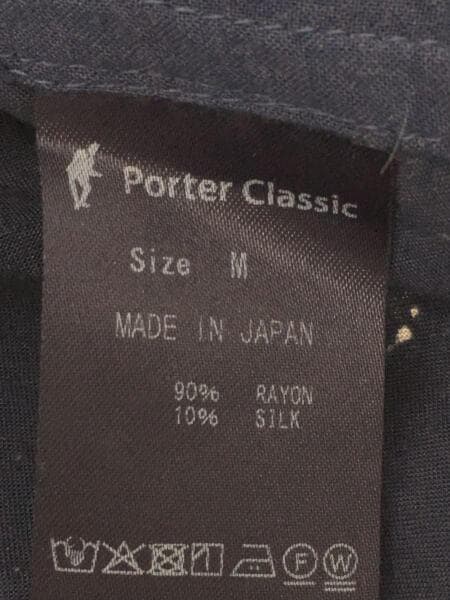 Porter Classic
Size M
MADE IN JAPAN
90% RAYON
10% SILK
F W